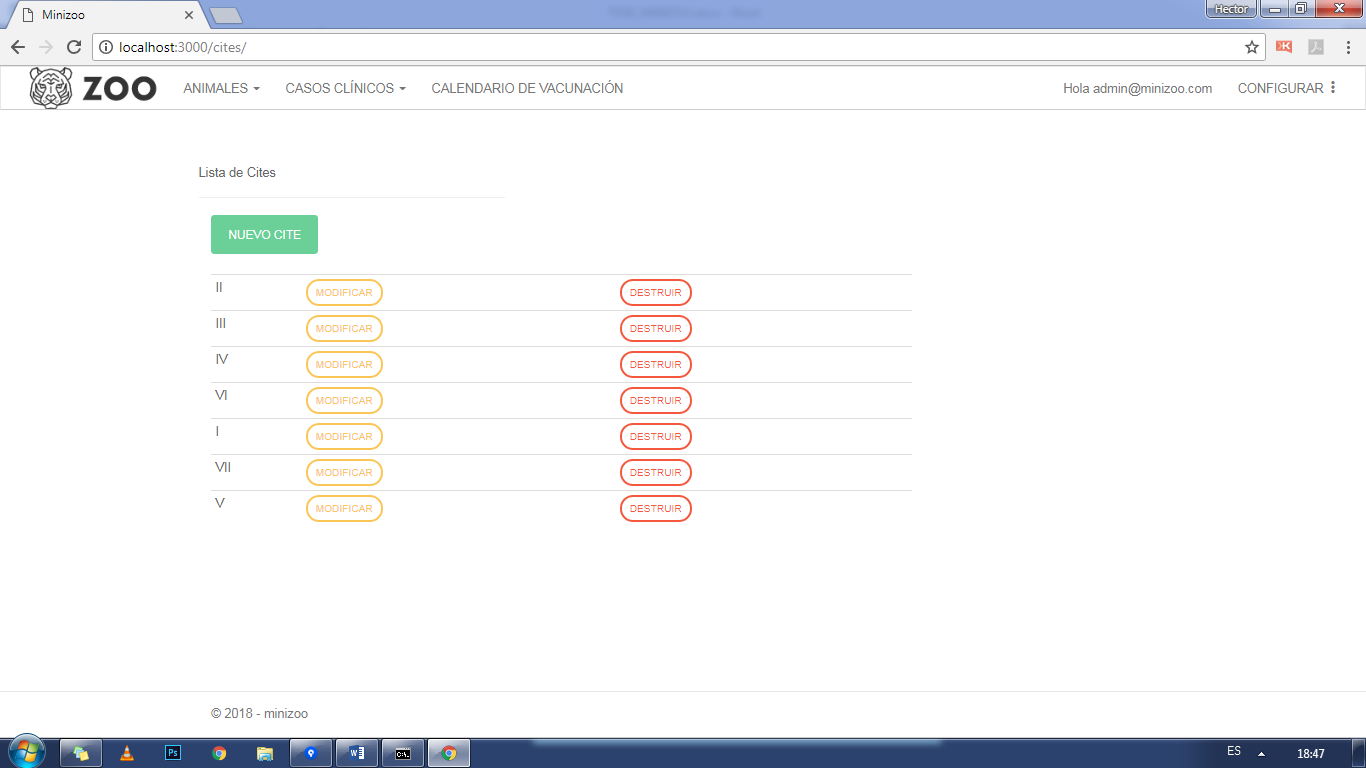 Minizoo
Hector
localhost:3000/cites/
ZOO ANIMALES CASOS CLÍNICOS CALENDARIO DE VACUNACIÓN Hola admin@minizoo.com CONFIGURAR
Lista de Cites
NUEVO CITE
II MODIFICAR DESTRUIR
III MODIFICAR DESTRUIR
IV MODIFICAR DESTRUIR
VI MODIFICAR DESTRUIR
I MODIFICAR DESTRUIR
VII MODIFICAR DESTRUIR
V MODIFICAR DESTRUIR
© 2018 - minizoo
Ps
C:\.
ES 18:47